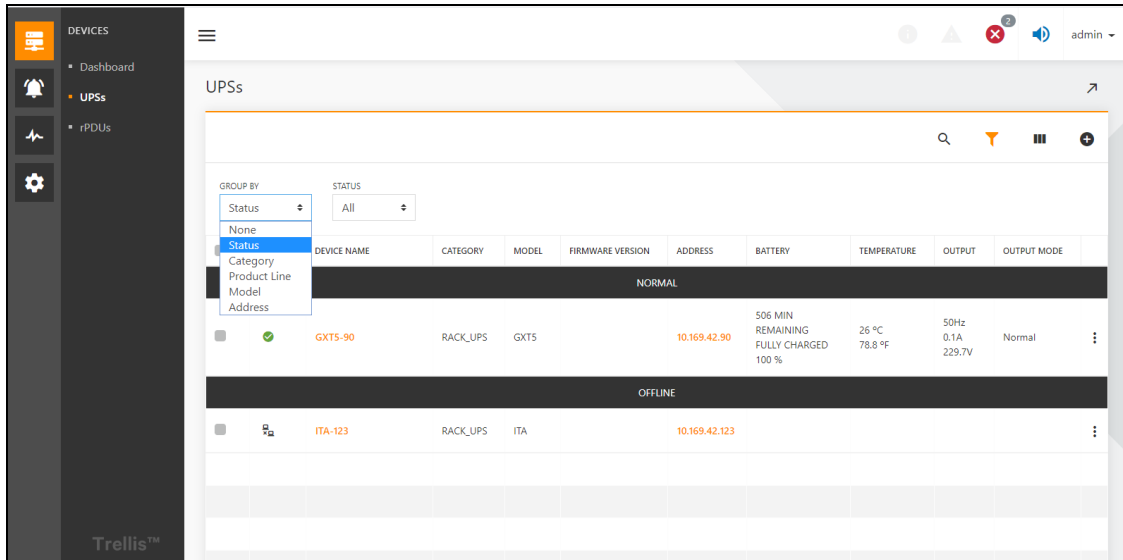 DEVICES
Dashboard
UPSs
rPDUs
2
admin
UPSs
GROUP BY
STATUS
Status
All
None
Status
Category
Product Line
Model
Address
DEVICE NAME
CATEGORY
MODEL
FIRMWARE VERSION
ADDRESS
BATTERY
TEMPERATURE
OUTPUT
OUTPUT MODE
NORMAL
GXT5-90
RACK_UPS
GXT5
10.169.42.90
506 MIN
REMAINING
FULLY CHARGED
100 %
26 ºC
78.8 ºF
50Hz
0.1A
229.7V
Normal
OFFLINE
ITA-123
RACK_UPS
ITA
10.169.42.123
Trellis™